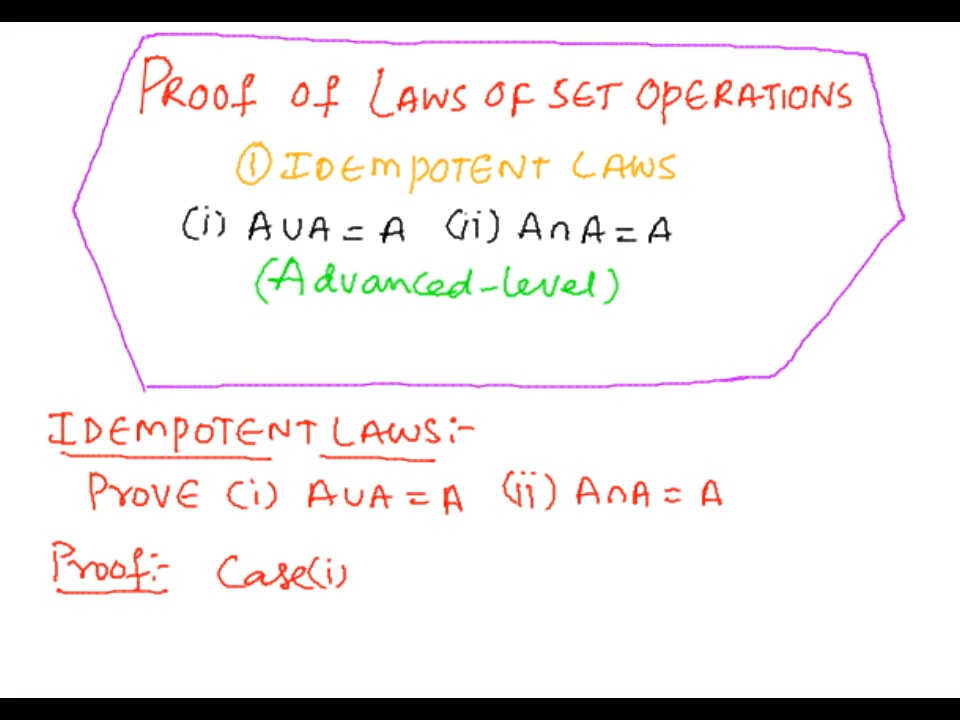 PROOF OF LAWS OF SET OPERATIONS
① IDEMPOTENT LAWS
(i) A∪A = A (ii) A∩A = A
(Advanced-level)
IDEMPOTENT LAWS:-
PROVE (i) A∪A = A (ii) A∩A = A
Proof:- Case(i)